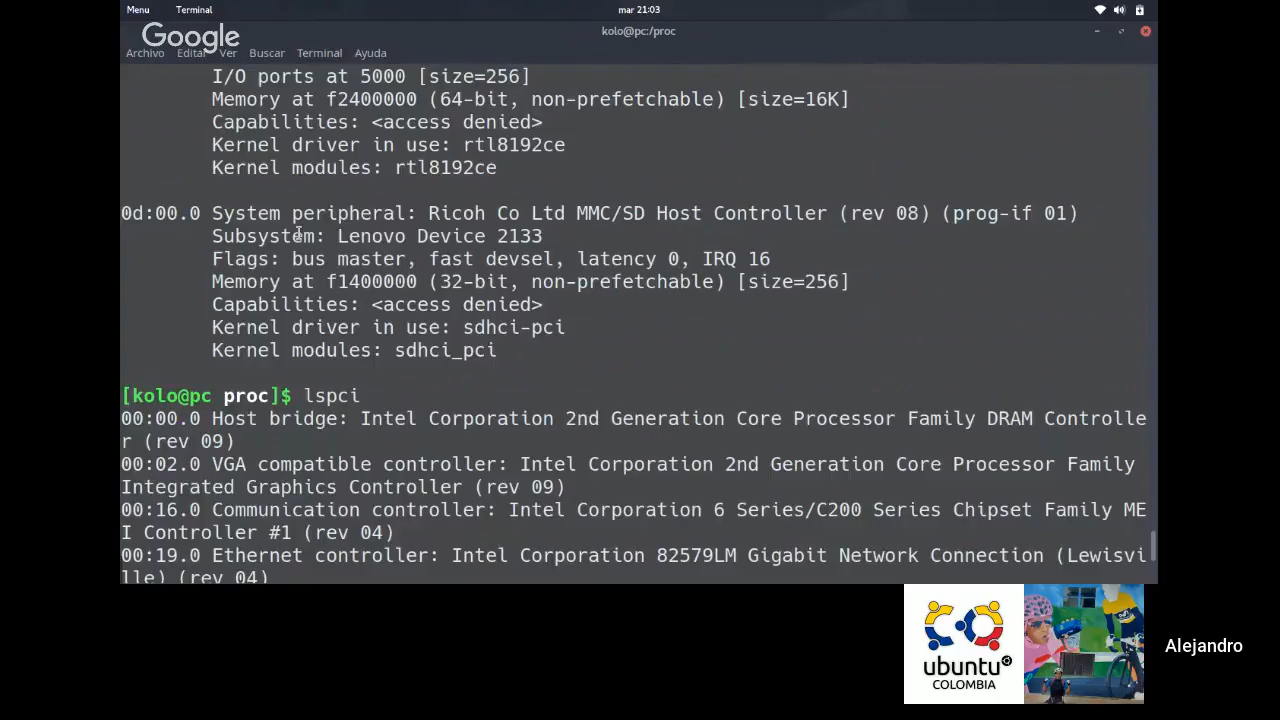 Menu Terminal mar 21:03
kolo@pc:/proc
Google
Archivo Editar Ver Buscar Terminal Ayuda
I/O ports at 5000 [size=256]
Memory at f2400000 (64-bit, non-prefetchable) [size=16K]
Capabilities: <access denied>
Kernel driver in use: rtl8192ce
Kernel modules: rtl8192ce
0d:00.0 System peripheral: Ricoh Co Ltd MMC/SD Host Controller (rev 08) (prog-if 01)
Subsystem: Lenovo Device 2133
Flags: bus master, fast devsel, latency 0, IRQ 16
Memory at f1400000 (32-bit, non-prefetchable) [size=256]
Capabilities: <access denied>
Kernel driver in use: sdhci-pci
Kernel modules: sdhci_pci
[kolo@pc proc]$ lspci
00:00.0 Host bridge: Intel Corporation 2nd Generation Core Processor Family DRAM Controlle
r (rev 09)
00:02.0 VGA compatible controller: Intel Corporation 2nd Generation Core Processor Family
Integrated Graphics Controller (rev 09)
00:16.0 Communication controller: Intel Corporation 6 Series/C200 Series Chipset Family ME
I Controller #1 (rev 04)
00:19.0 Ethernet controller: Intel Corporation 82579LM Gigabit Network Connection (Lewisvi
lle) (rev 04)
ubuntu
COLOMBIA
Alejandro